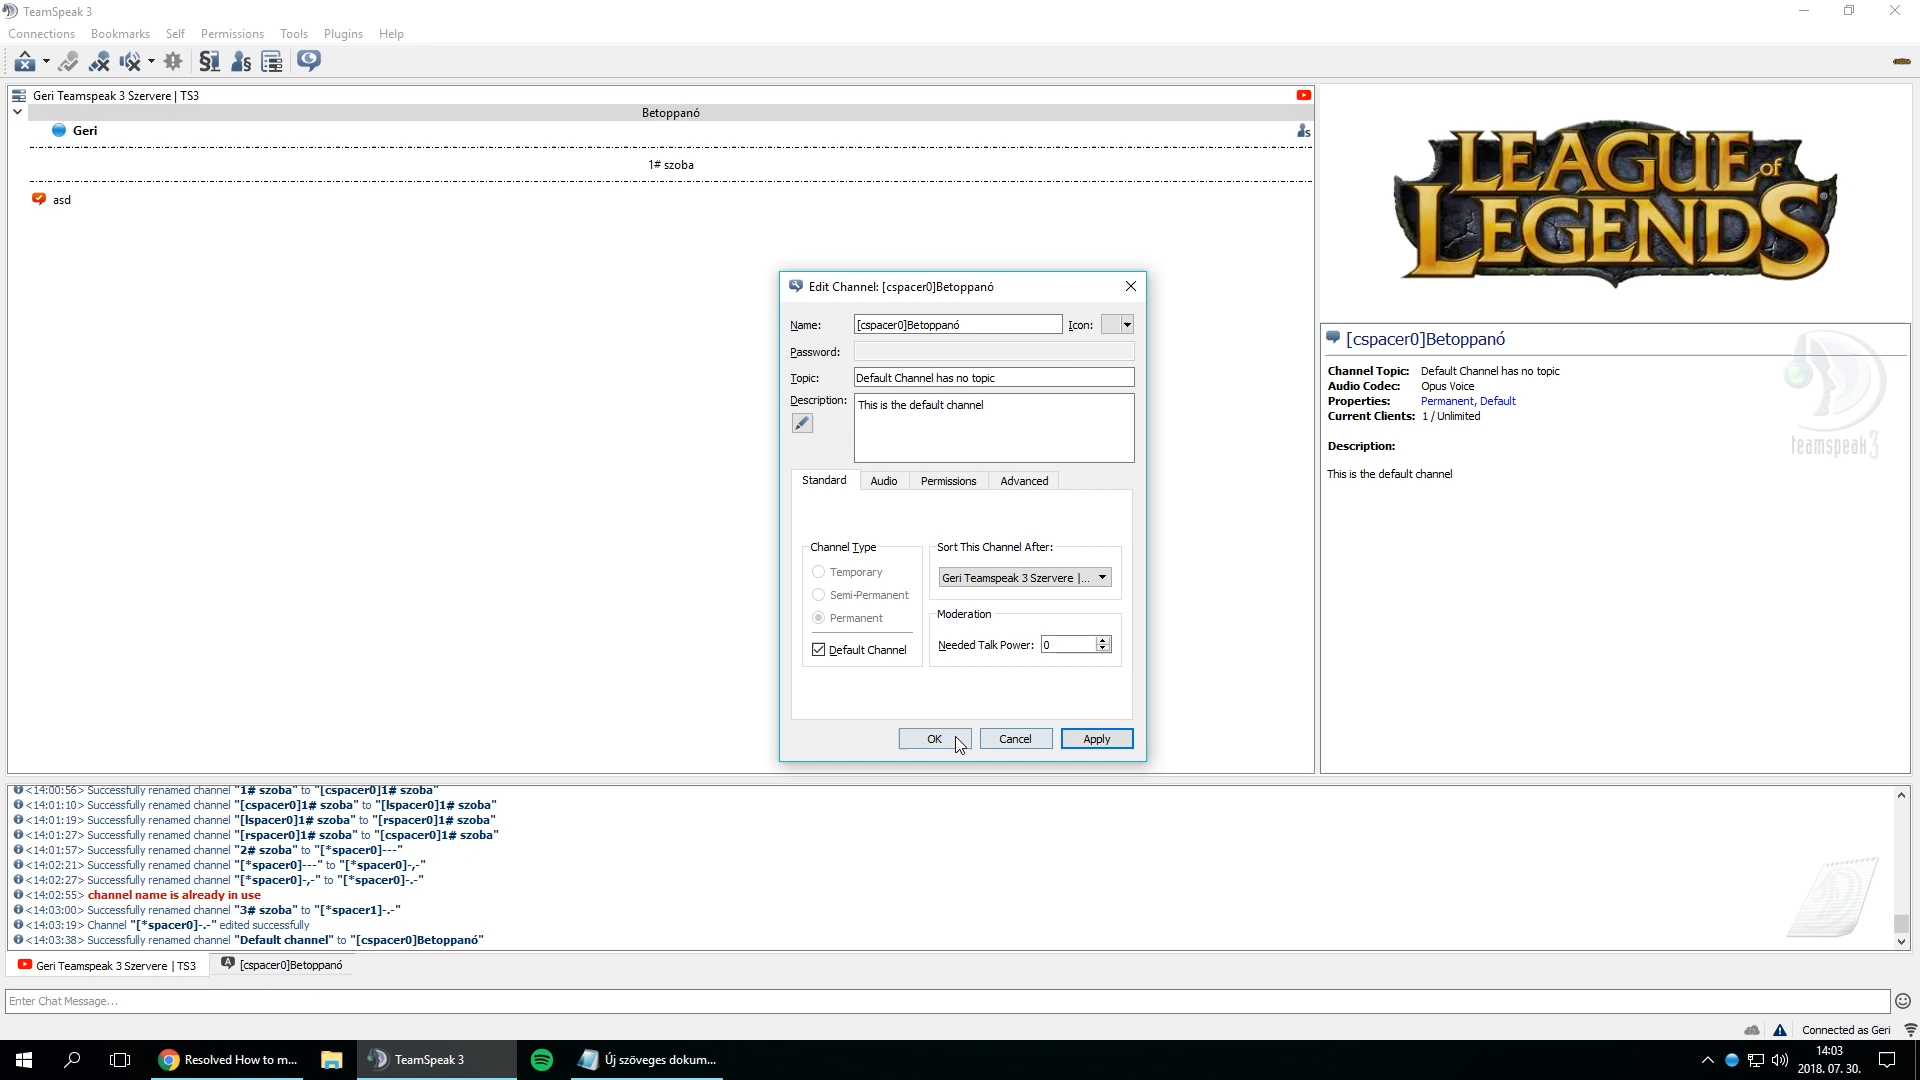 TeamSpeak 3
Connections Bookmarks Self Permissions Tools Plugins Help
Geri Teamspeak 3 Szervere | TS3
Betoppanó
Geri
1# szoba
asd
LEAGUE of LEGENDS
Edit Channel: [cspacer0]Betoppanó
Name: [cspacer0]Betoppanó Icon:
Password:
Topic: Default Channel has no topic
Description: This is the default channel
Standard Audio Permissions Advanced
Channel Type
Temporary
Semi-Permanent
Permanent
Default Channel
Sort This Channel After:
Geri Teamspeak 3 Szervere |...
Moderation
Needed Talk Power: 0
OK Cancel Apply
[cspacer0]Betoppanó
Channel Topic: Default Channel has no topic
Audio Codec: Opus Voice
Properties: Permanent, Default
Current Clients: 1 / Unlimited
Description:
This is the default channel
teamspeak 3
<14:00:56> Successfully renamed channel "1# szoba" to "[cspacer0]1# szoba"
<14:01:10> Successfully renamed channel "[cspacer0]1# szoba" to "[lspacer0]1# szoba"
<14:01:19> Successfully renamed channel "[lspacer0]1# szoba" to "[rspacer0]1# szoba"
<14:01:27> Successfully renamed channel "[rspacer0]1# szoba" to "[cspacer0]1# szoba"
<14:01:57> Successfully renamed channel "2# szoba" to "[*spacer0]---"
<14:02:21> Successfully renamed channel "[*spacer0]---" to "[*spacer0]-,-"
<14:02:27> Successfully renamed channel "[*spacer0]-,-" to "[*spacer0]-.-"
<14:02:55> channel name is already in use
<14:03:00> Successfully renamed channel "3# szoba" to "[*spacer1]-.-"
<14:03:19> Channel "[*spacer0]-.-" edited successfully
<14:03:38> Successfully renamed channel "Default channel" to "[cspacer0]Betoppanó"
Geri Teamspeak 3 Szervere | TS3 [cspacer0]Betoppanó
Enter Chat Message...
Connected as Geri
Resolved How to m... TeamSpeak 3 Új szöveges dokum...
14:03
2018. 07. 30.